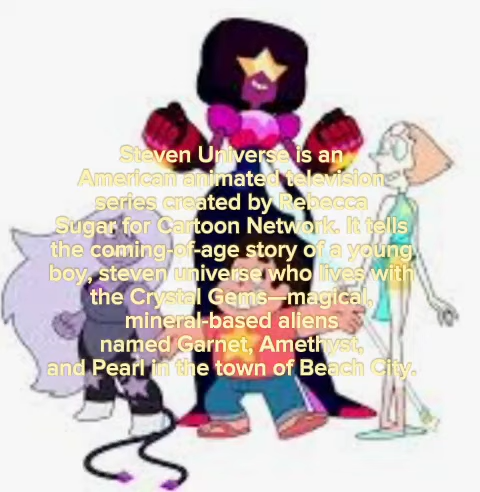 Steven Universe is an
American animated television
series created by Rebecca
Sugar for Cartoon Network. It tells
the coming-of-age story of a young
boy, steven universe who lives with
the Crystal Gems—magical,
mineral-based aliens
named Garnet, Amethyst,
and Pearl in the town of Beach City.